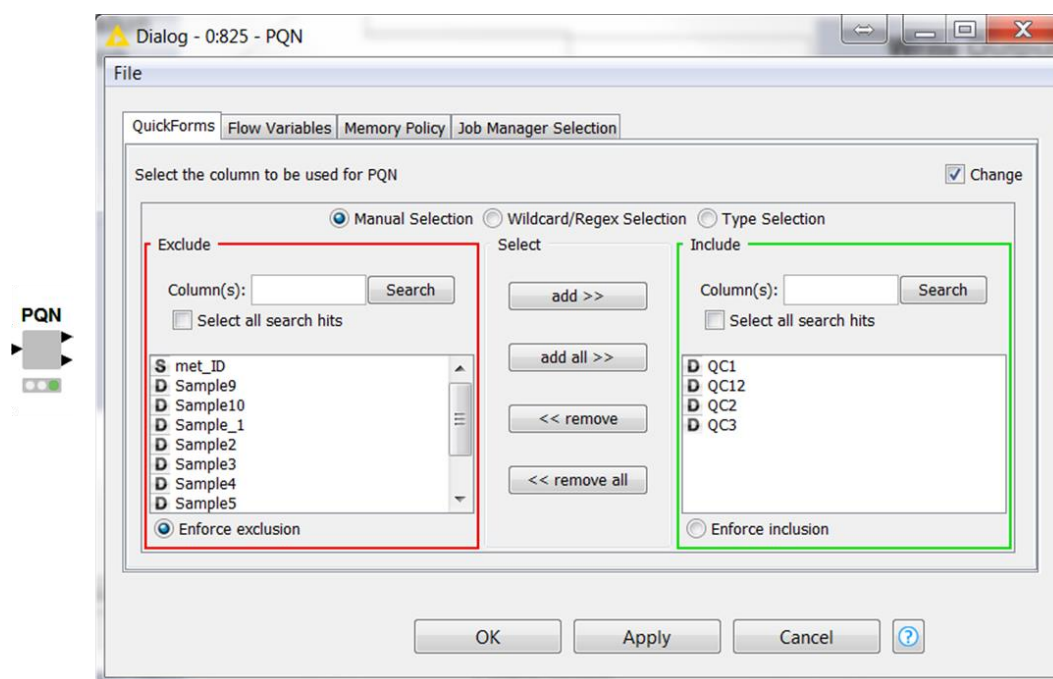 Dialog - 0:825 - PQN
File
QuickForms Flow Variables Memory Policy Job Manager Selection
Select the column to be used for PQN Change
Manual Selection Wildcard/Regex Selection Type Selection
Exclude Select Include
Column(s): Search add >> Column(s): Search
Select all search hits Select all search hits
PQN
add all >>
S met_ID D QC1
D Sample9 D QC12
D Sample10 D QC2
D Sample_1 << remove D QC3
D Sample2
D Sample3
D Sample4 << remove all
D Sample5
Enforce exclusion Enforce inclusion
OK Apply Cancel ?